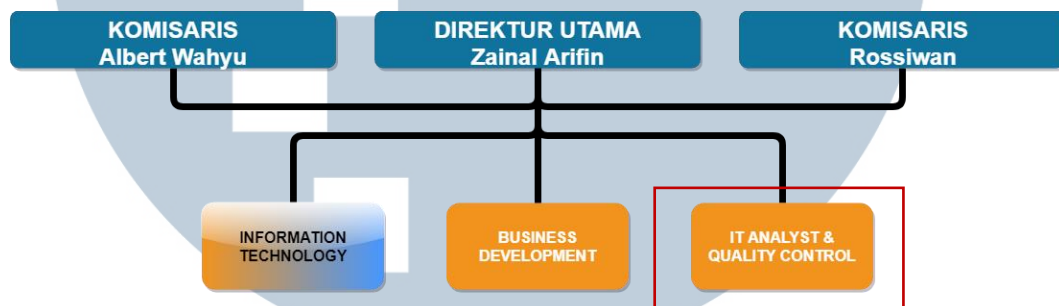 KOMISARIS
Albert Wahyu
DIREKTUR UTAMA
Zainal Arifin
KOMISARIS
Rossiwan
INFORMATION
TECHNOLOGY
BUSINESS
DEVELOPMENT
IT ANALYST &
QUALITY CONTROL